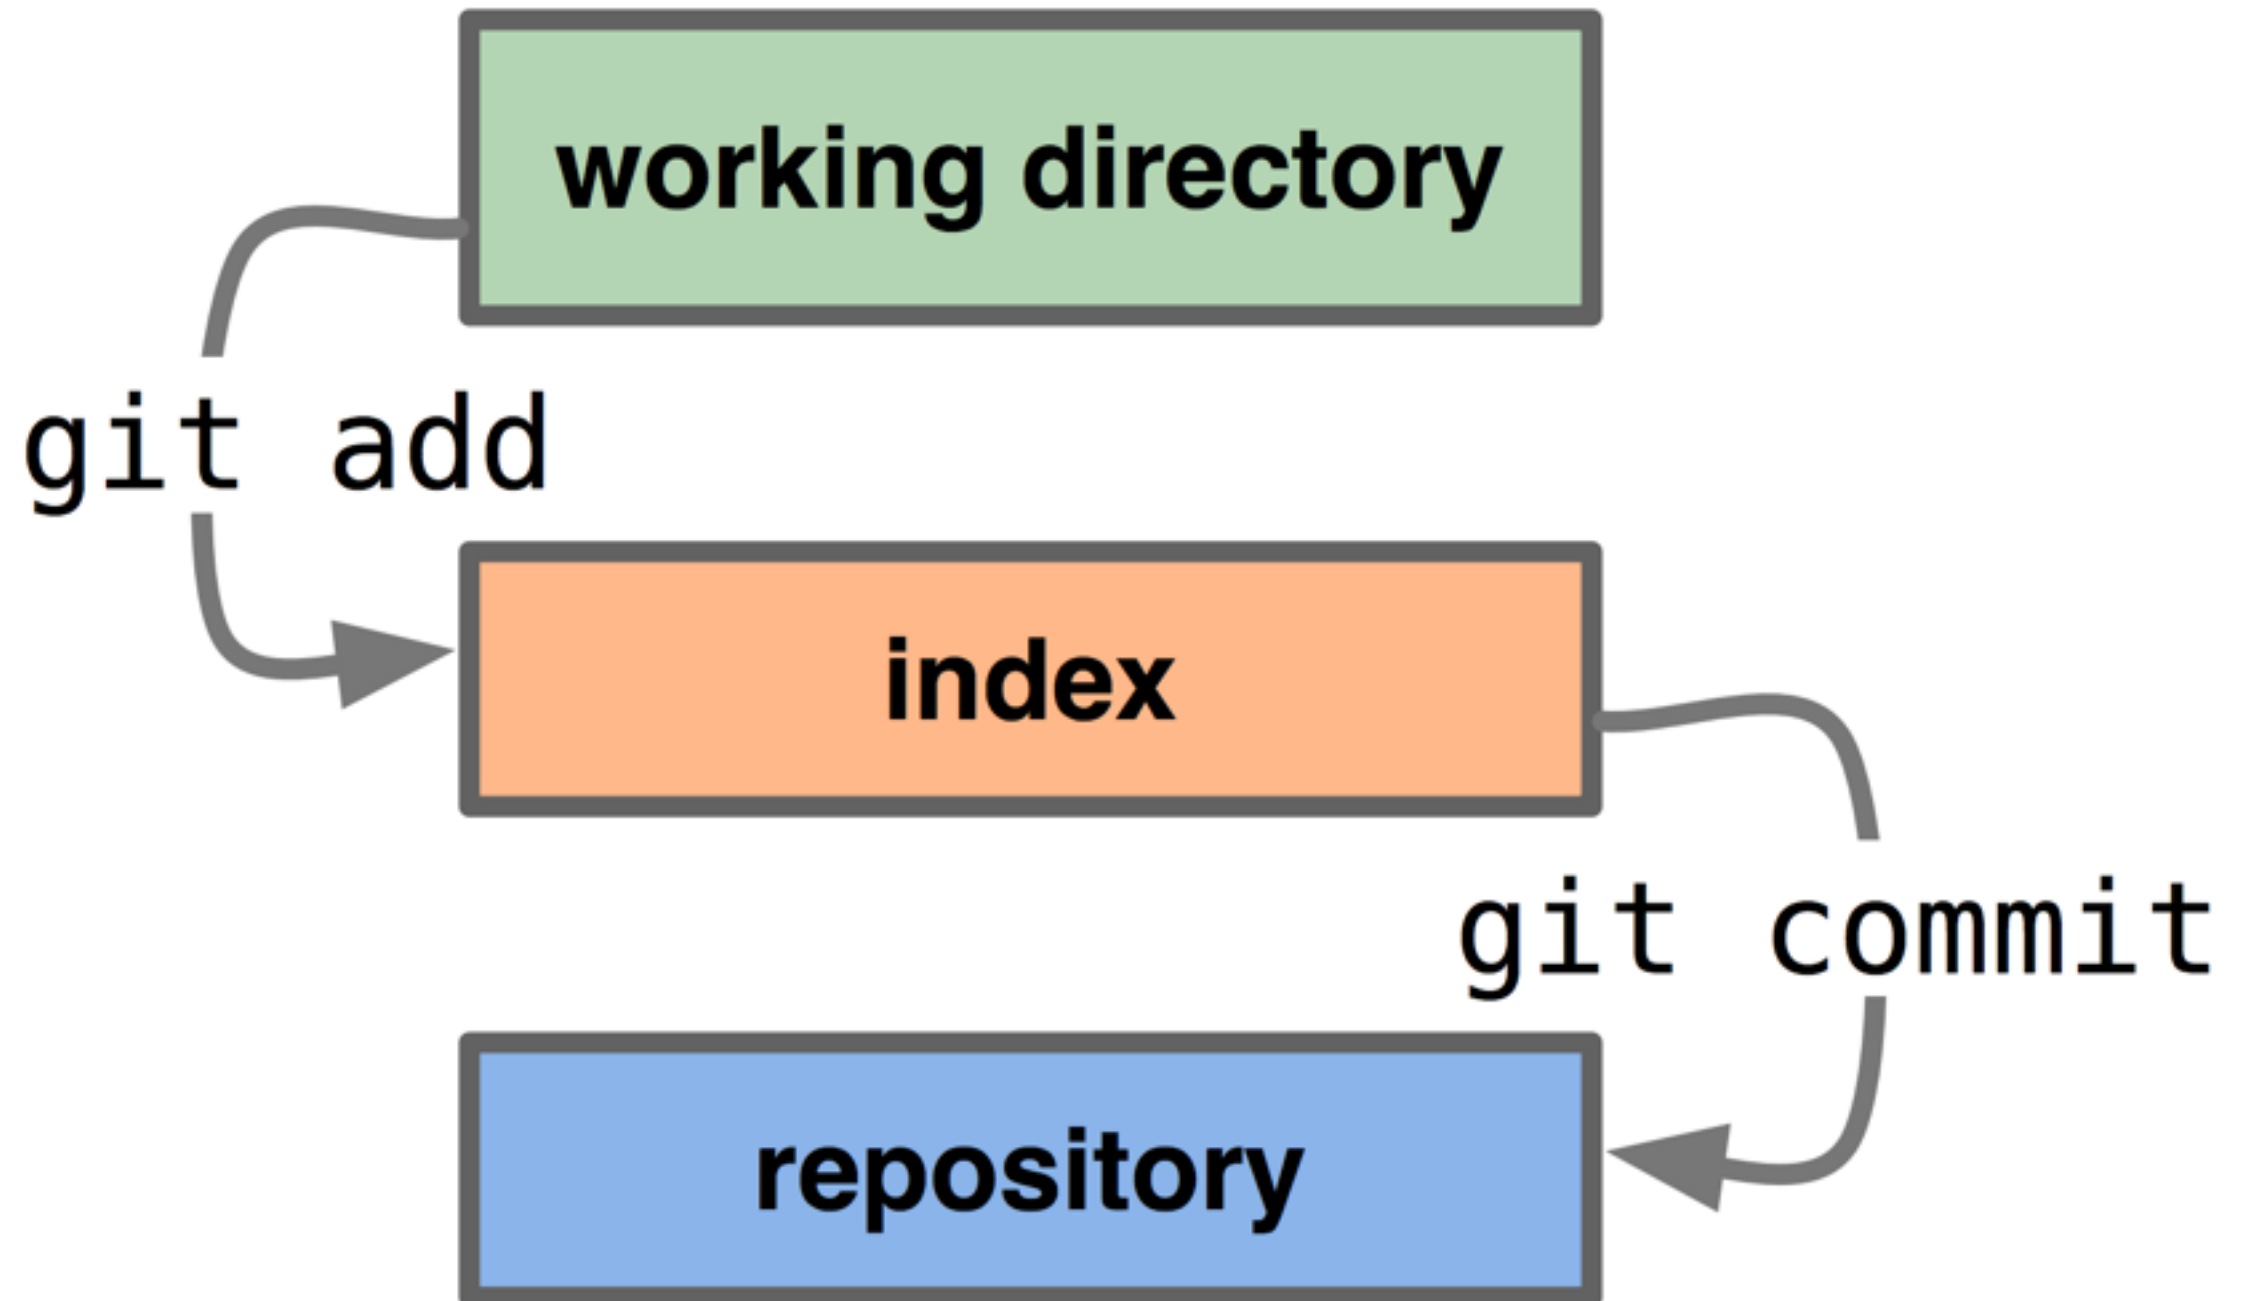 working directory
git add
index
git commit
repository